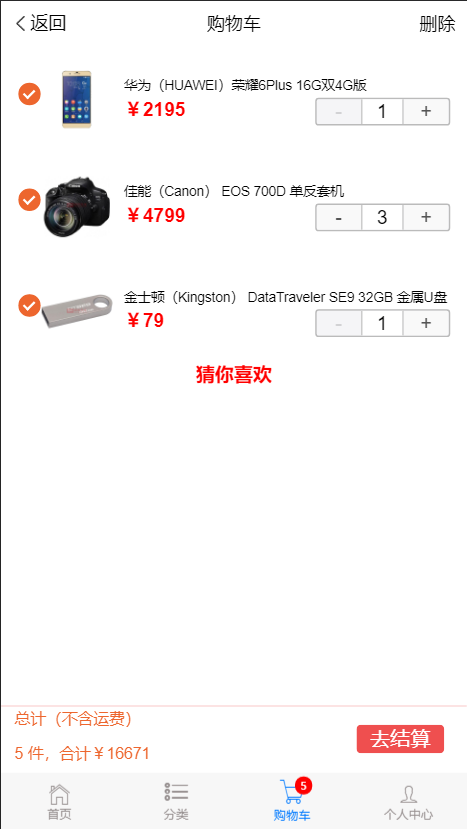 返回 购物车 删除
华为（HUAWEI）荣耀6Plus 16G双4G版
￥2195 - 1 +
佳能（Canon） EOS 700D 单反套机
￥4799 - 3 +
金士顿（Kingston） DataTraveler SE9 32GB 金属U盘
￥79 - 1 +
猜你喜欢
总计（不含运费）
5 件，合计￥16671 去结算
5
首页 分类 购物车 个人中心